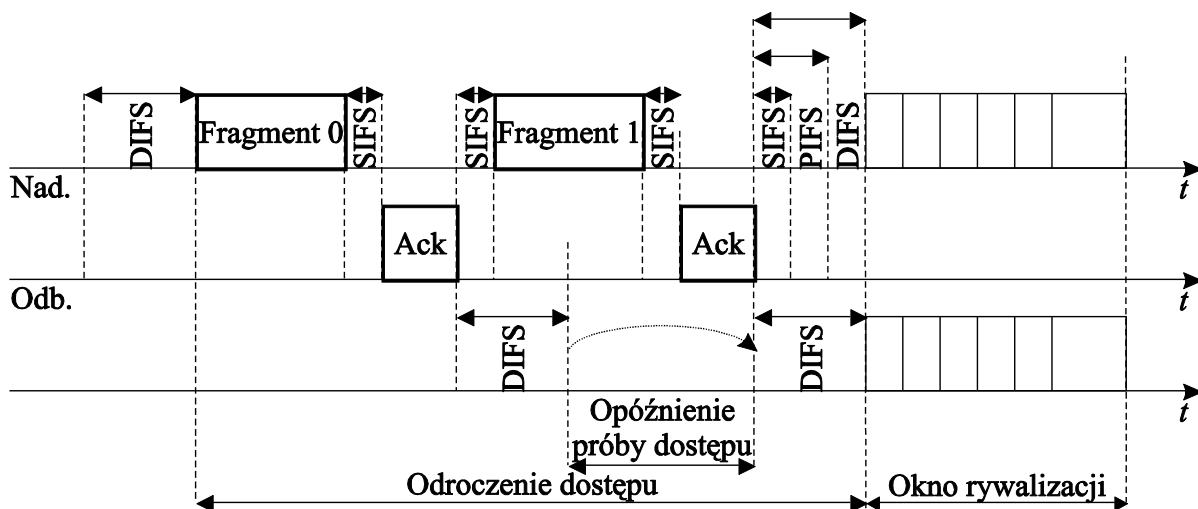 DIFS
Fragment 0
SIFS
SIFS
Fragment 1
SIFS
SIFS
PIFS
DIFS
Nad.
t
Ack
Ack
Odb.
t
DIFS
DIFS
t
Opóźnienie
próby dostępu
Odroczenie dostępu
Okno rywalizacji